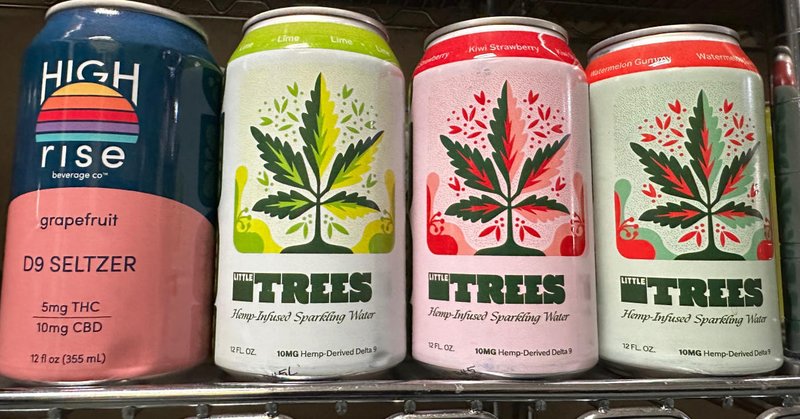 HIGH
rise
beverage co™
grapefruit
D9 SELTZER
5mg THC
10mg CBD
12 fl oz (355 mL)
Lime Lime Lime Lime
LITTLE
TREES
Hemp-Infused Sparkling Water
12 FL. OZ.
10MG Hemp-Derived Delta 9
Kiwi Strawberry
LITTLE
TREES
Hemp-Infused Sparkling Water
12 FL. OZ.
10MG Hemp-Derived Delta 9
Watermelon Gummy
LITTLE
TREES
Hemp-Infused Sparkling Water
12 FL. OZ.
10MG Hemp-Derived Delta 9